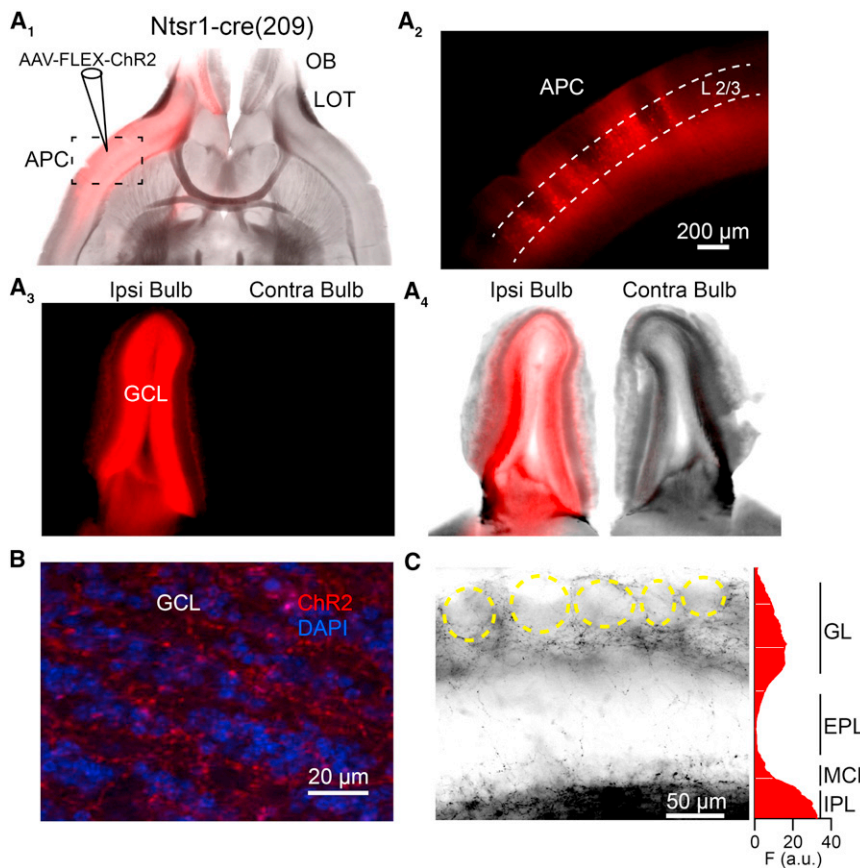 A1
Ntsr1-cre(209)
AAV-FLEX-ChR2
OB
LOT
APC
A2
APC
L 2/3
200 µm
A3
Ipsi Bulb
Contra Bulb
GCL
A4
Ipsi Bulb
Contra Bulb
B
GCL
ChR2
DAPI
20 µm
C
50 µm
GL
EPL
MCL
IPL
0 20 40
F (a.u.)